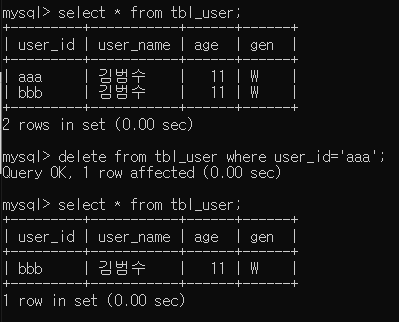 mysql> select * from tbl_user;
+---------+-----------+------+------+
| user_id | user_name | age  | gen  |
+---------+-----------+------+------+
| aaa     | 김범수    |   11 | W    |
| bbb     | 김범수    |   11 | W    |
+---------+-----------+------+------+
2 rows in set (0.00 sec)
mysql> delete from tbl_user where user_id='aaa';
Query OK, 1 row affected (0.00 sec)
mysql> select * from tbl_user;
+---------+-----------+------+------+
| user_id | user_name | age  | gen  |
+---------+-----------+------+------+
| bbb     | 김범수    |   11 | W    |
+---------+-----------+------+------+
1 row in set (0.00 sec)